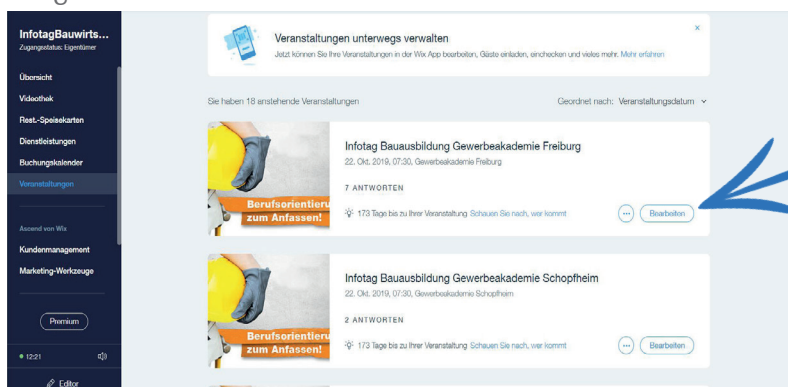 InfotagBauwirts...
Zugangsstatus: Eigentümer
Übersicht
Videothek
Rest.-Speisekarten
Dienstleistungen
Buchungskalender
Veranstaltungen
Ascend von Wix
Kundenmanagement
Marketing-Werkzeuge
Premium
12:21
Editor
Veranstaltungen unterwegs verwalten
Jetzt können Sie Ihre Veranstaltungen in der Wix App bearbeiten, Gäste einladen, einchecken und vieles mehr. Mehr erfahren
Sie haben 18 anstehende Veranstaltungen
Geordnet nach: Veranstaltungsdatum
Berufsorientieru
zum Anfassen!
Infotag Bauausbildung Gewerbeakademie Freiburg
22. Okt. 2019, 07:30, Gewerbeakademie Freiburg
7 ANTWORTEN
173 Tage bis zu Ihrer Veranstaltung Schauen Sie nach, wer kommt
Bearbeiten
Berufsorientieru
zum Anfassen!
Infotag Bauausbildung Gewerbeakademie Schopfheim
22. Okt. 2019, 07:30, Gewerbeakademie Schopfheim
2 ANTWORTEN
173 Tage bis zu Ihrer Veranstaltung Schauen Sie nach, wer kommt
Bearbeiten